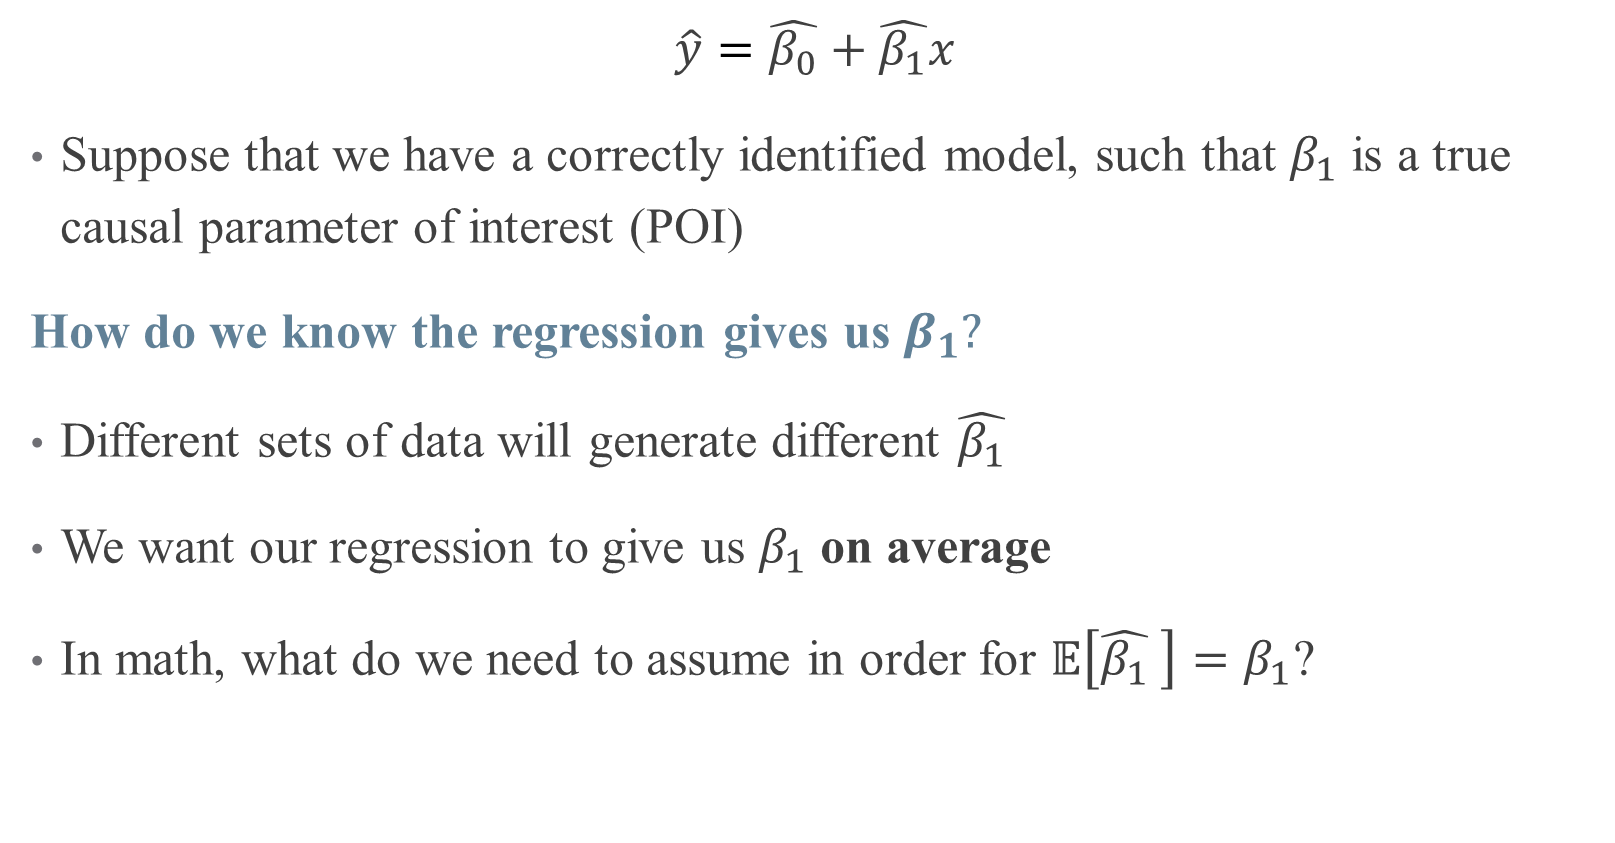 ŷ = β̂₀ + β̂₁x
• Suppose that we have a correctly identified model, such that β₁ is a true
causal parameter of interest (POI)
How do we know the regression gives us β₁?
• Different sets of data will generate different β̂₁
• We want our regression to give us β₁ on average
• In math, what do we need to assume in order for 𝔼[β̂₁] = β₁?